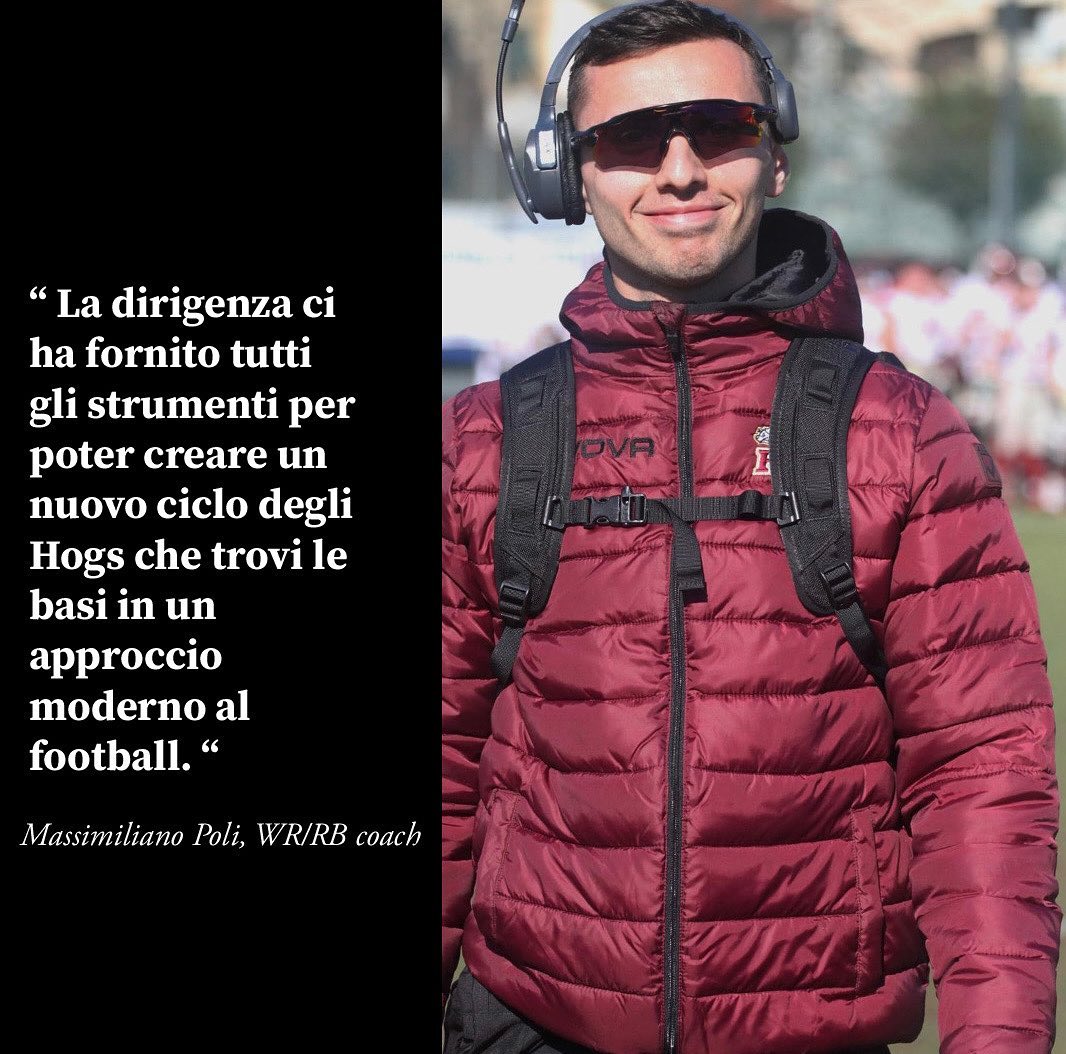 “ La dirigenza ci
ha fornito tutti
gli strumenti per
poter creare un
nuovo ciclo degli
Hogs che trovi le
basi in un
approccio
moderno al
football. “
Massimiliano Poli, WR/RB coach
VOVA